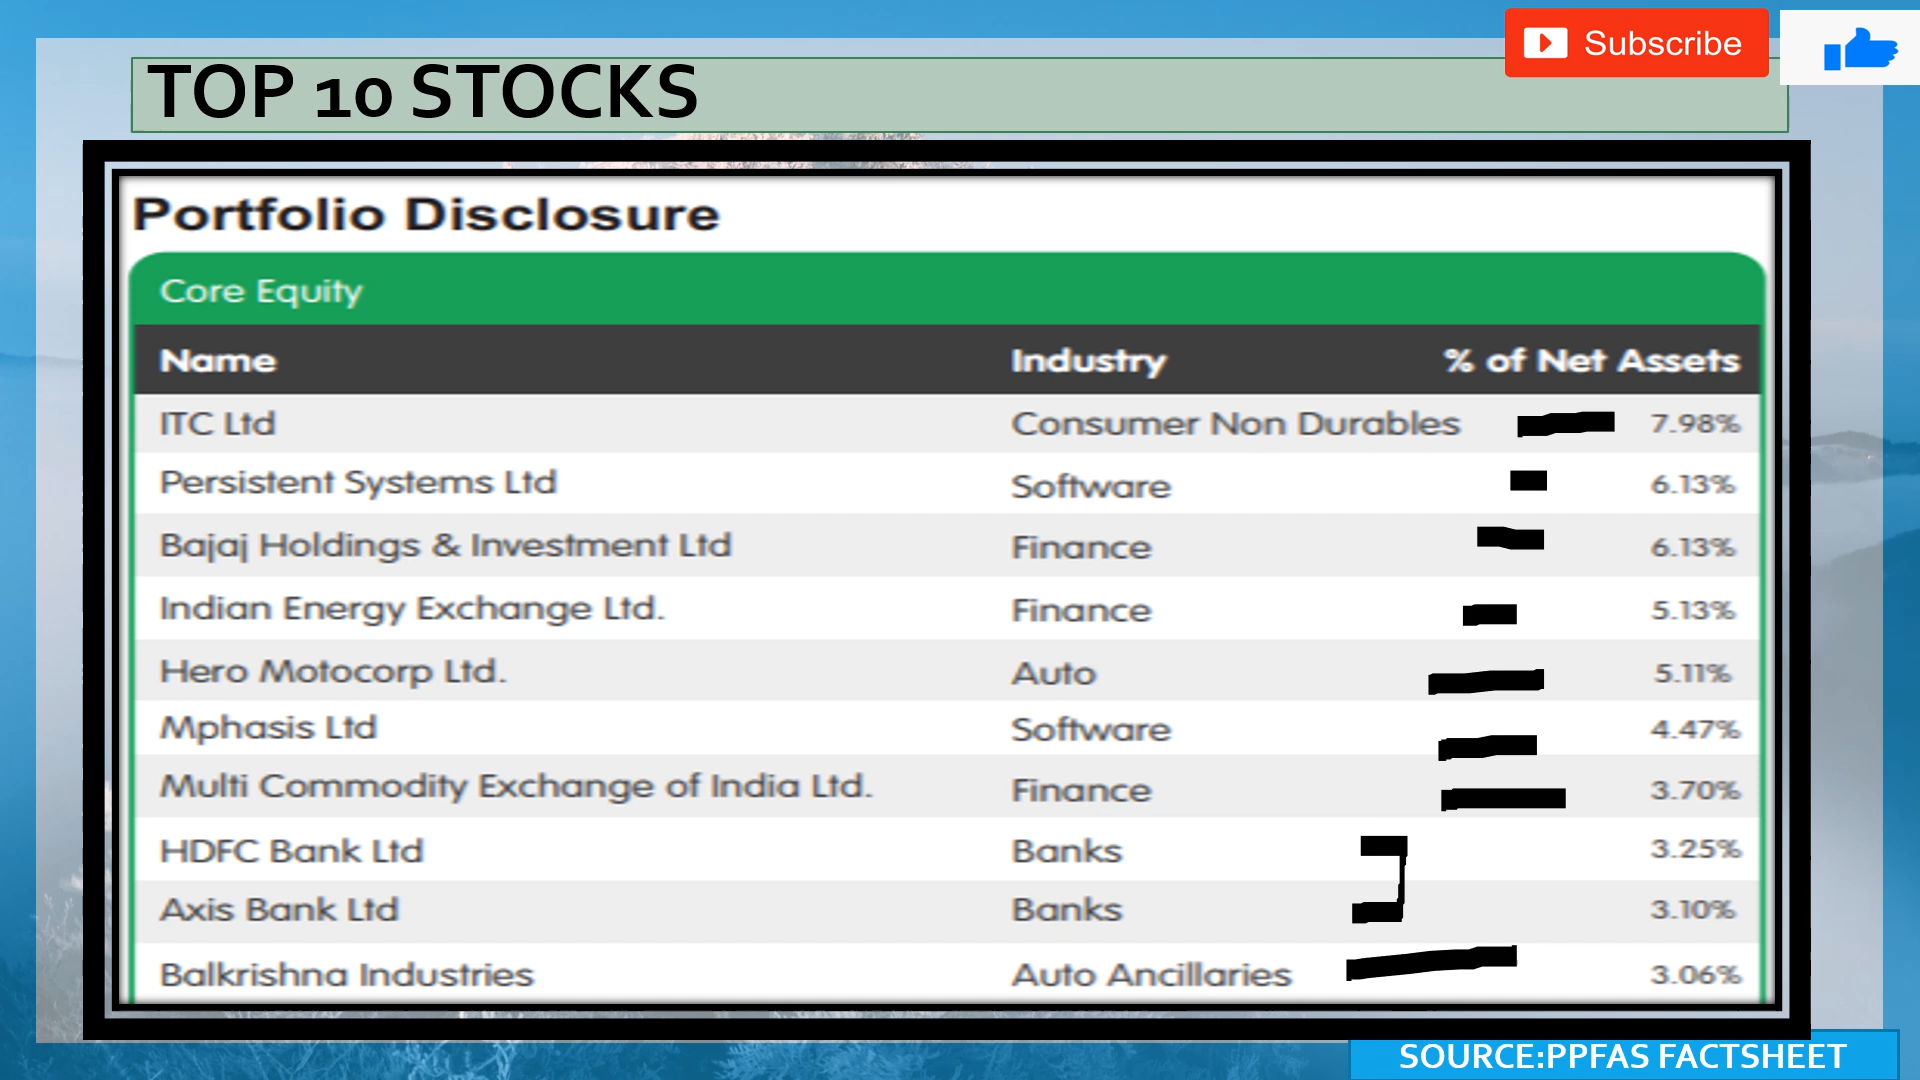 Subscribe
TOP 10 STOCKS
Portfolio Disclosure
Core Equity
Name Industry % of Net Assets
ITC Ltd Consumer Non Durables 7.98%
Persistent Systems Ltd Software 6.13%
Bajaj Holdings & Investment Ltd Finance 6.13%
Indian Energy Exchange Ltd. Finance 5.13%
Hero Motocorp Ltd. Auto 5.11%
Mphasis Ltd Software 4.47%
Multi Commodity Exchange of India Ltd. Finance 3.70%
HDFC Bank Ltd Banks 3.25%
Axis Bank Ltd Banks 3.10%
Balkrishna Industries Auto Ancillaries 3.06%
SOURCE:PPFAS FACTSHEET